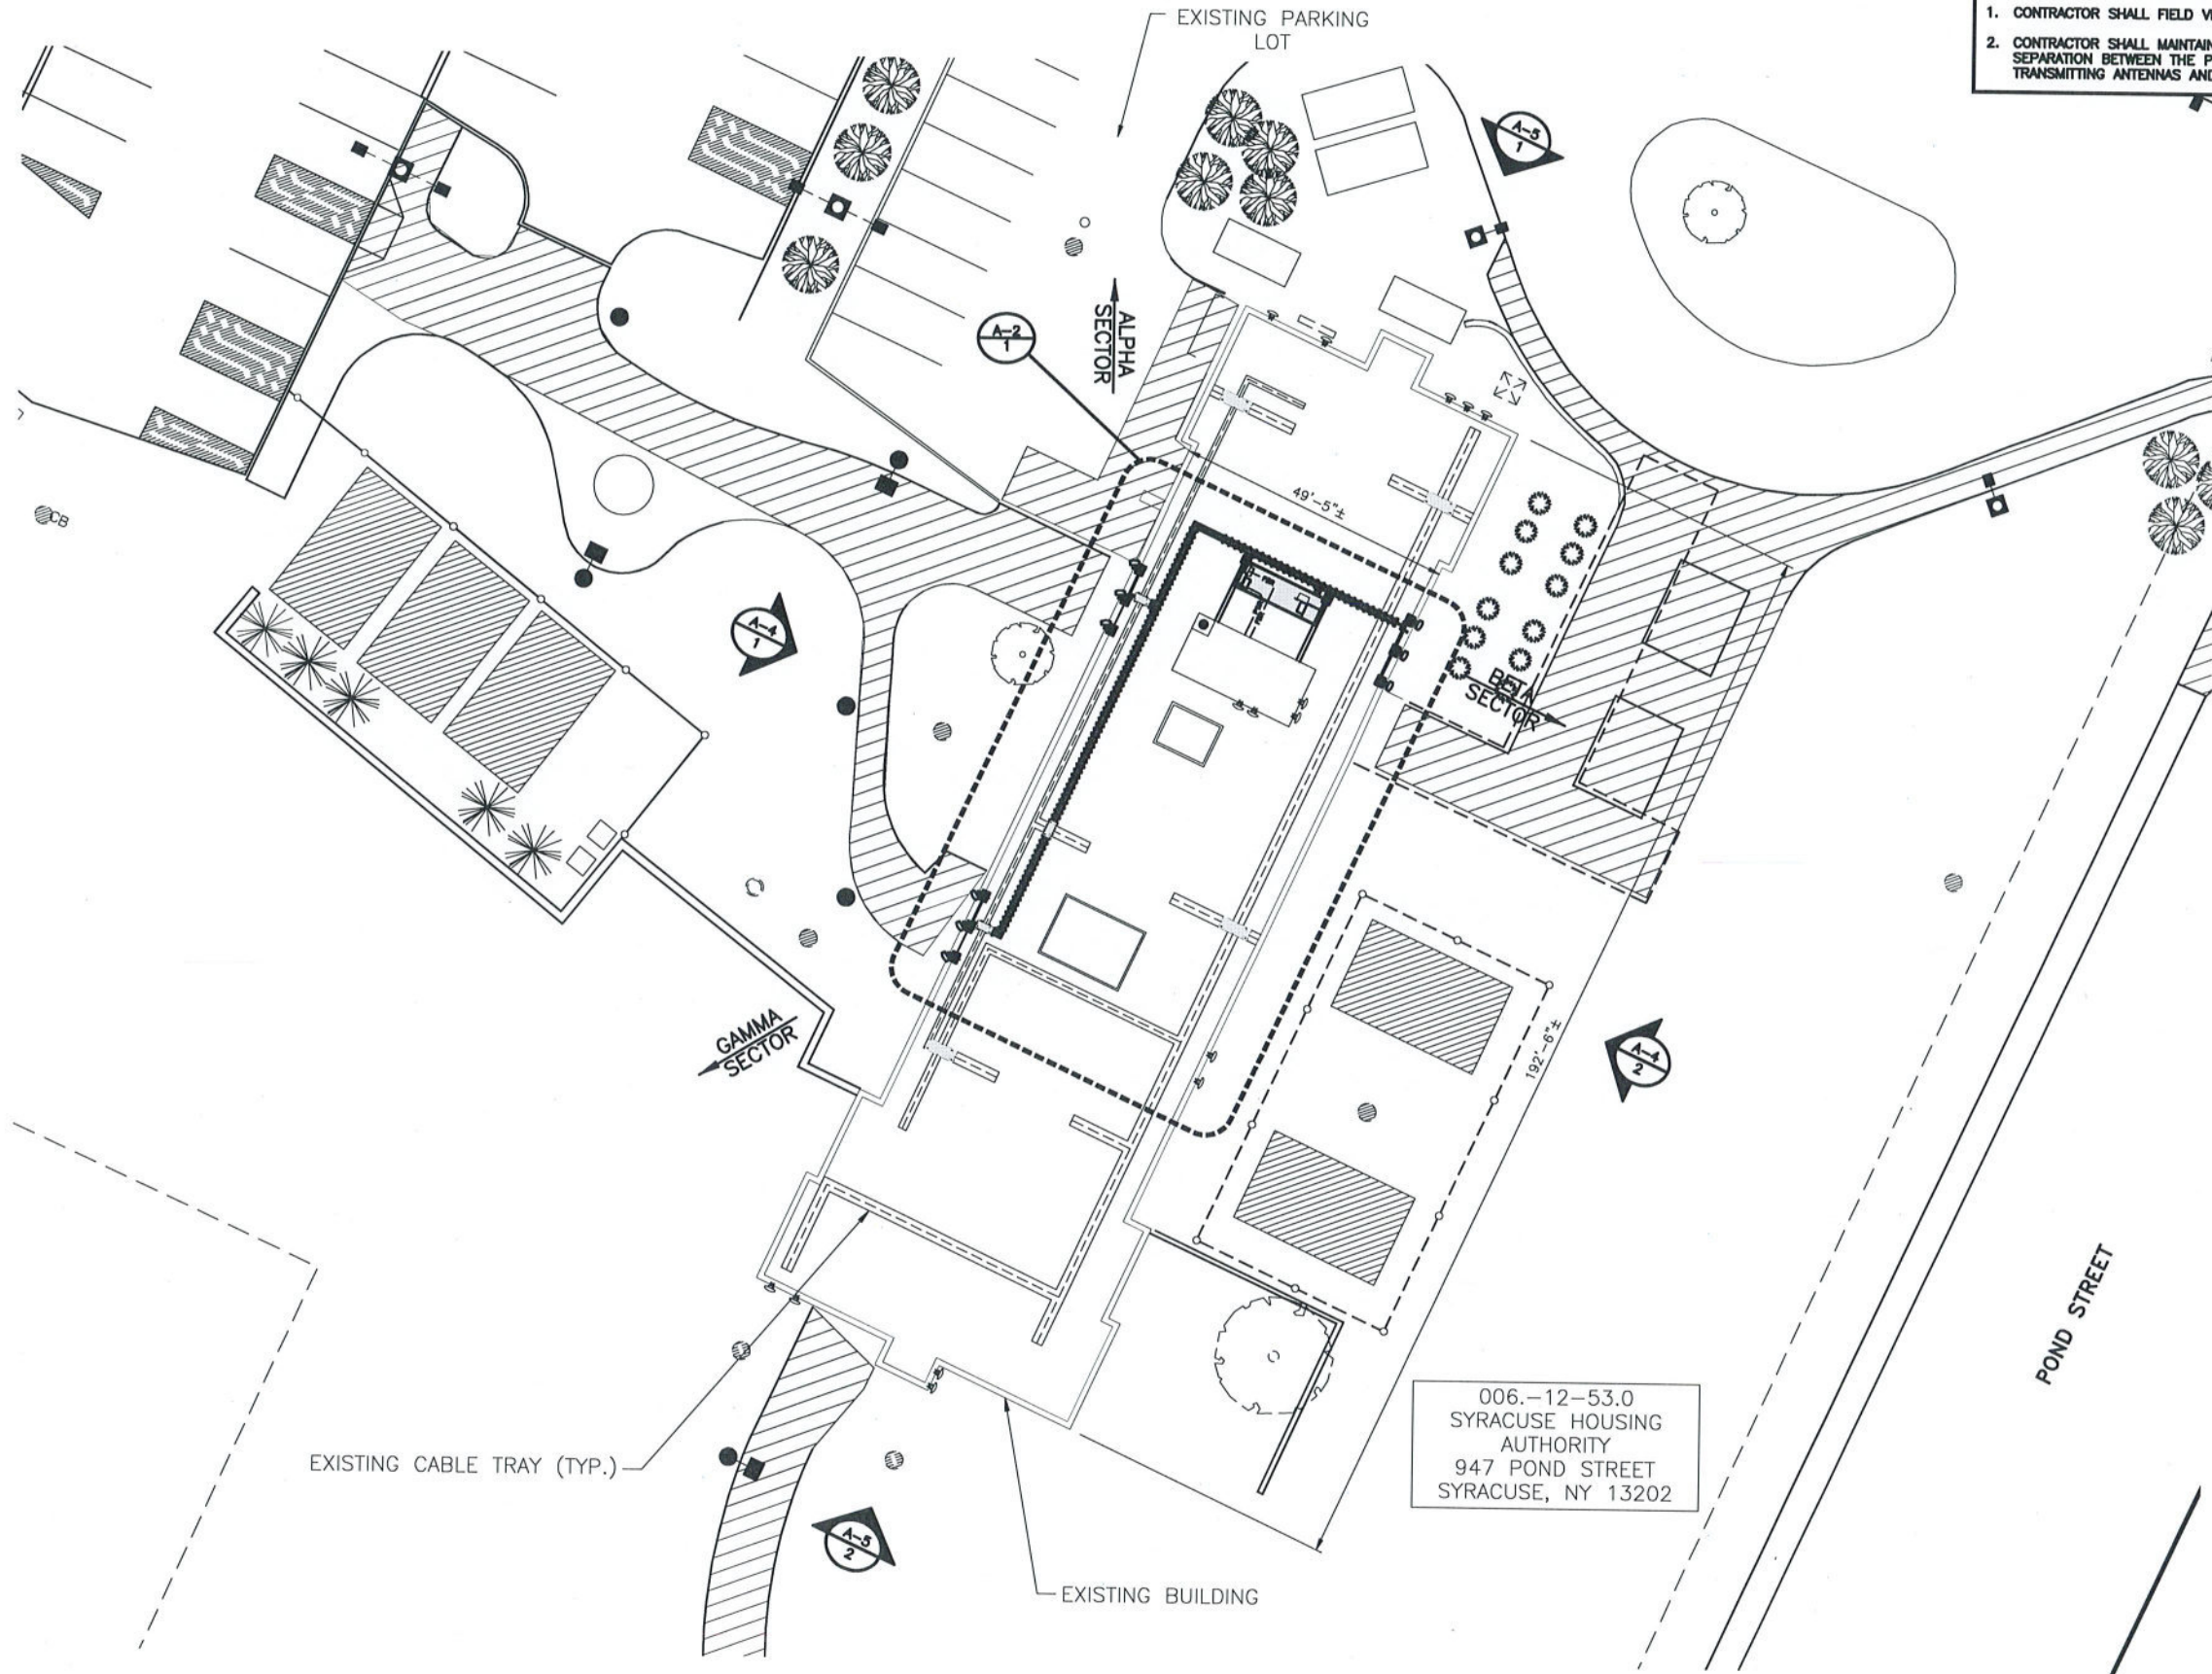 EXISTING PARKING
LOT
1. CONTRACTOR SHALL FIELD
2. CONTRACTOR SHALL MAINTAIN
SEPARATION BETWEEN THE
TRANSMITTING ANTENNAS
A-5
1
A-2
1
ALPHA
SECTOR
49'-5"±
CB
A-4
1
BETA
SECTOR
GAMMA
SECTOR
192'-6"±
A-4
2
POND STREET
006.-12-53.0
SYRACUSE HOUSING
AUTHORITY
947 POND STREET
SYRACUSE, NY 13202
EXISTING CABLE TRAY (TYP.)
A-5
2
EXISTING BUILDING